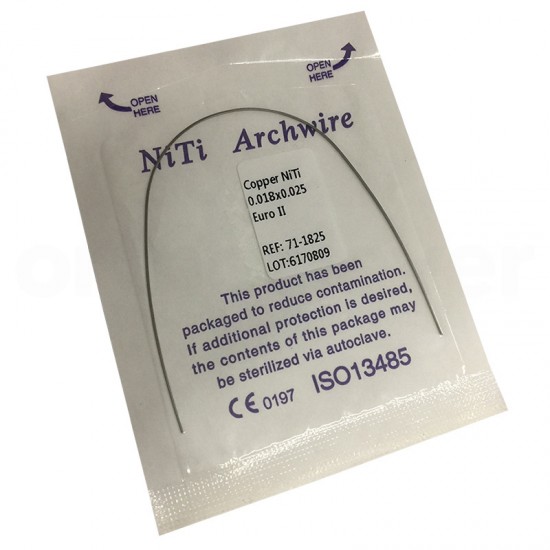 OPEN
HERE
OPEN
HERE
NiTi Archwire
Copper NiTi
0.018x0.025
Euro II
REF: 71-1825
LOT:6170809
This product has been
packaged to reduce contamination.
If additional protection is desired,
the contents of this package may
be sterilized via autoclave.
CE 0197 ISO13485